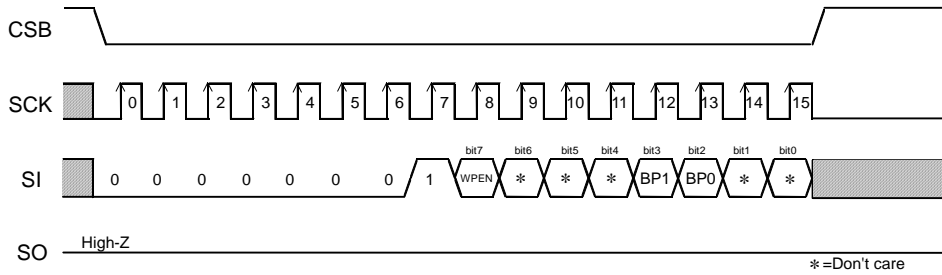 CSB
SCK 0 1 2 3 4 5 6 7 8 9 10 11 12 13 14 15
bit7 bit6 bit5 bit4 bit3 bit2 bit1 bit0
SI 0 0 0 0 0 0 0 1 WPEN * * * BP1 BP0 * *
High-Z
SO
*=Don't care